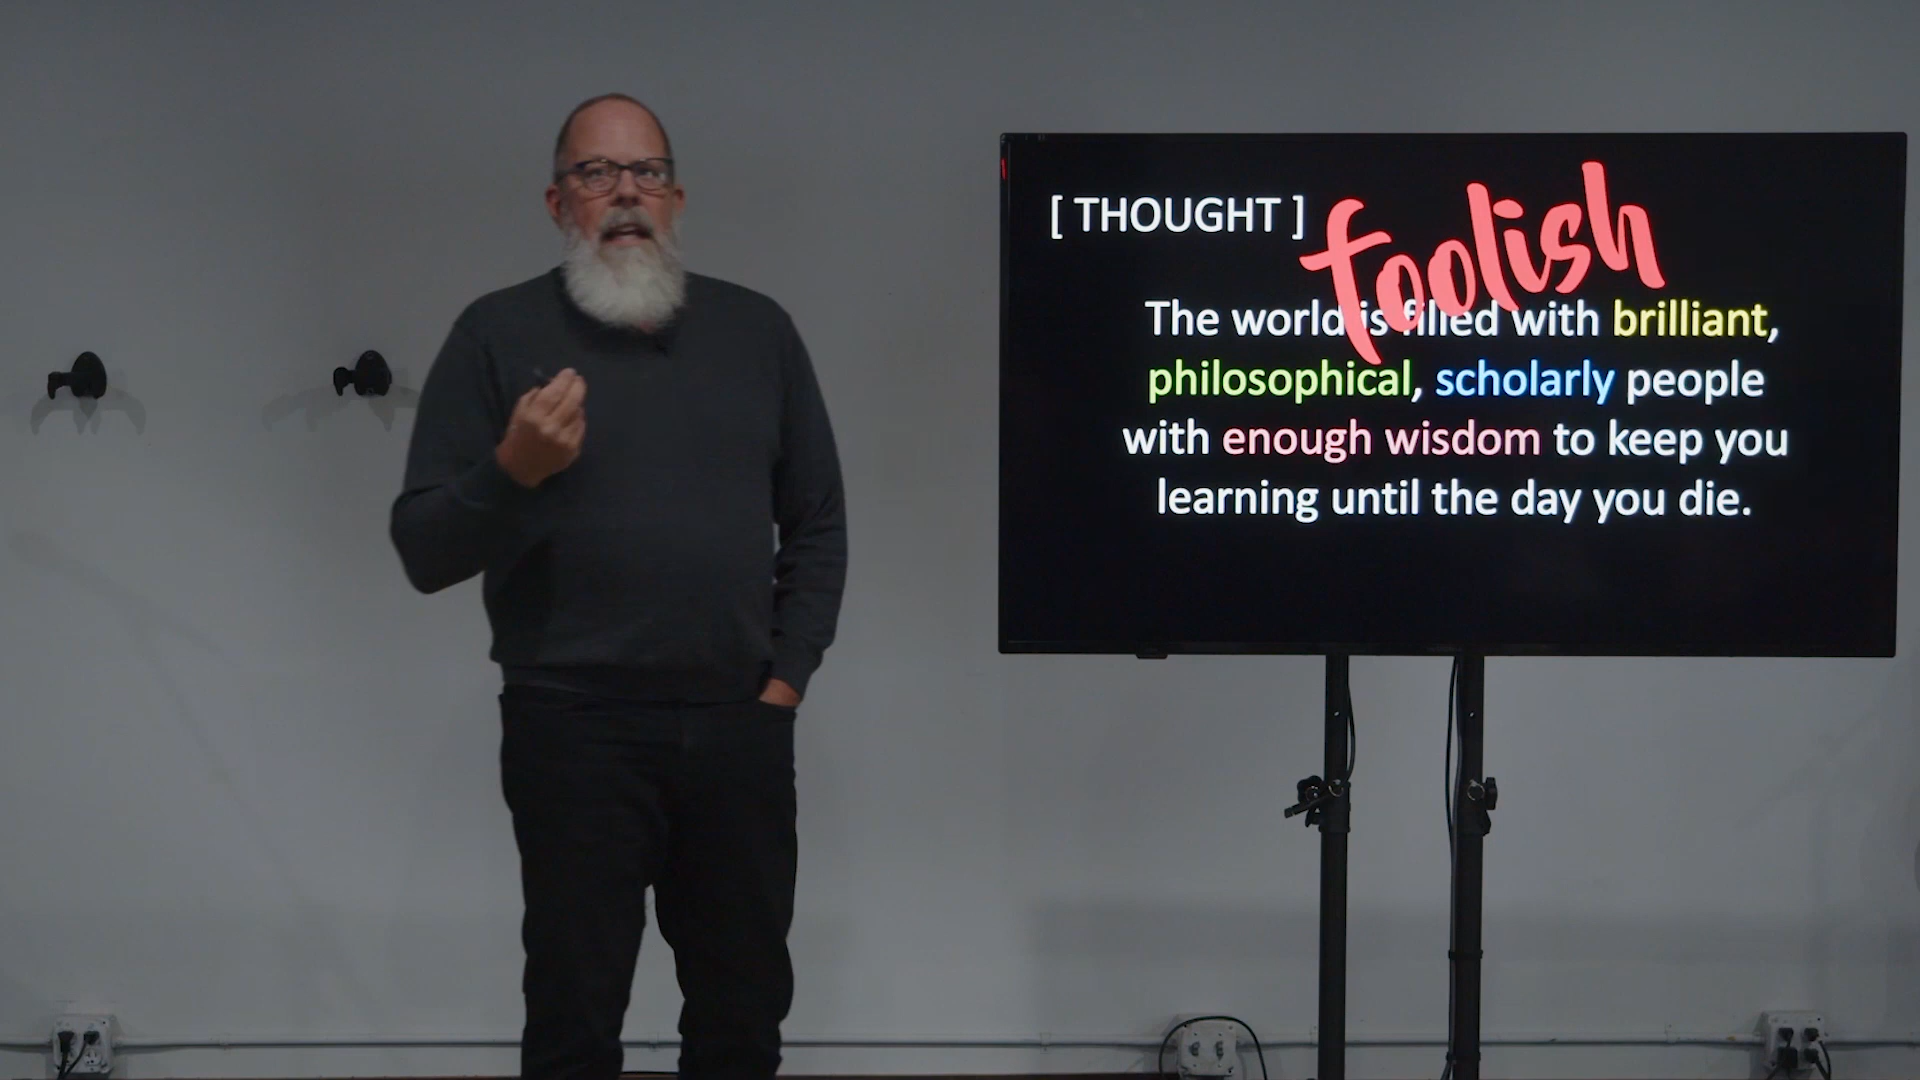 [ THOUGHT ] foolish
The world is filled with brilliant,
philosophical, scholarly people
with enough wisdom to keep you
learning until the day you die.